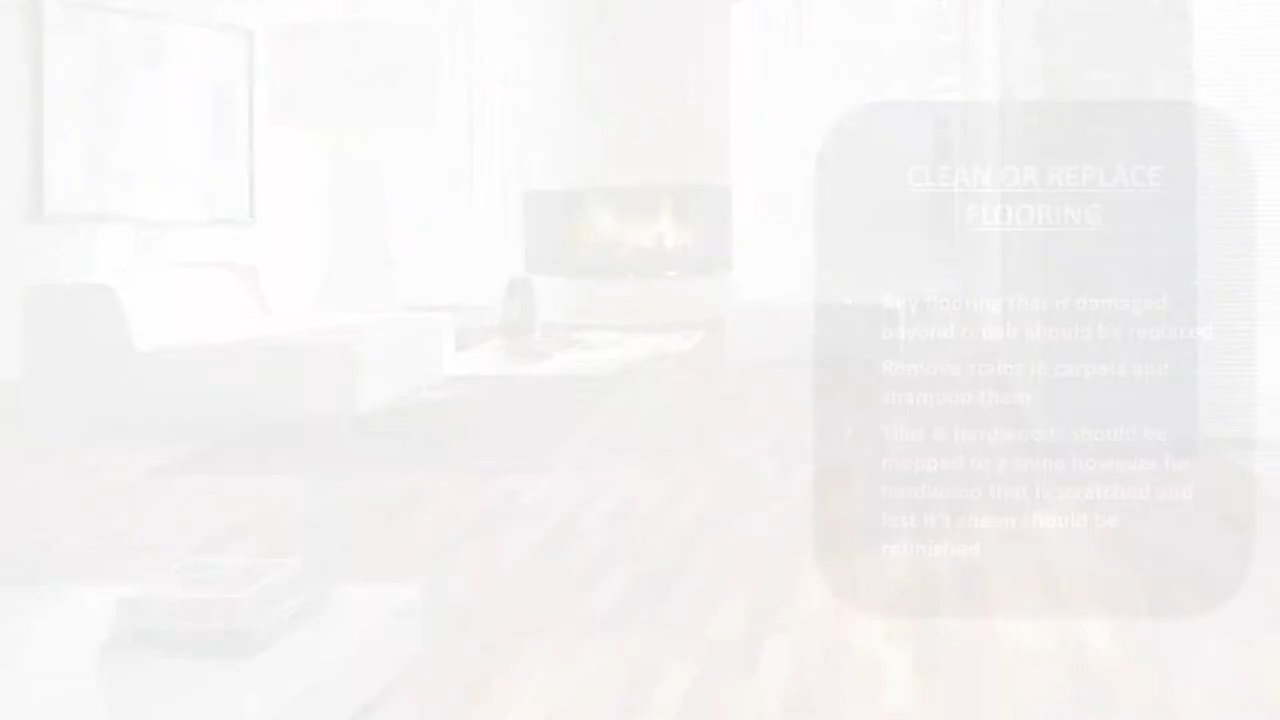 CLEAN OR REPLACE
FLOORING
Any flooring that is damaged
beyond repair should be replaced
Remove stains in carpets and
shampoo them
Tiles & hardwoods should be
mopped to a shine however for
hardwood that is scratched and
lost it's sheen should be
refinished